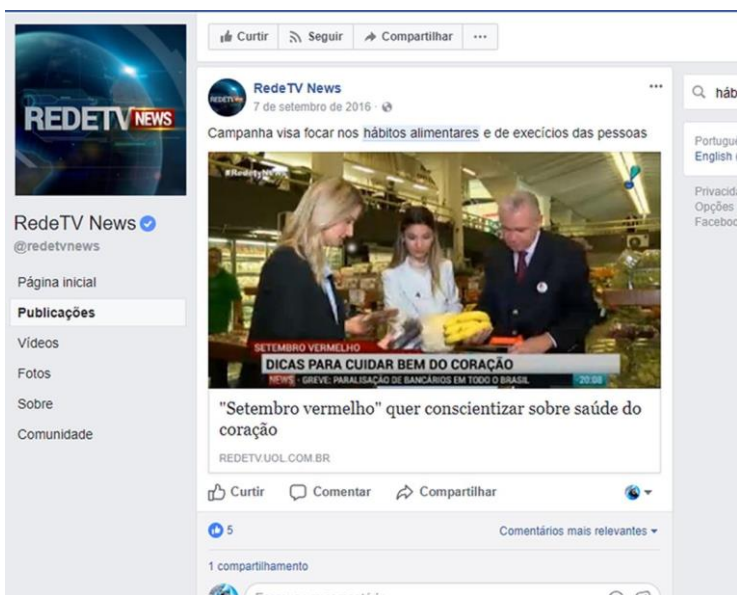 REDETV NEWS
RedeTV News
@redetvnews
Página inicial
Publicações
Vídeos
Fotos
Sobre
Comunidade
Curtir Seguir Compartilhar ...
REDETV NEWS
RedeTV News
7 de setembro de 2016 ·
Campanha visa focar nos hábitos alimentares e de execícios das pessoas
#RedetvNews
SETEMBRO VERMELHO
DICAS PARA CUIDAR BEM DO CORAÇÃO
NEWS - GREVE: PARALISAÇÃO DE BANCÁRIOS EM TODO O BRASIL 20:08
"Setembro vermelho" quer conscientizar sobre saúde do
coração
REDETV.UOL.COM.BR
Curtir Comentar Compartilhar
5 Comentários mais relevantes
1 compartilhamento
háb
Portugu
English
Privacida
Opções
Faceboo